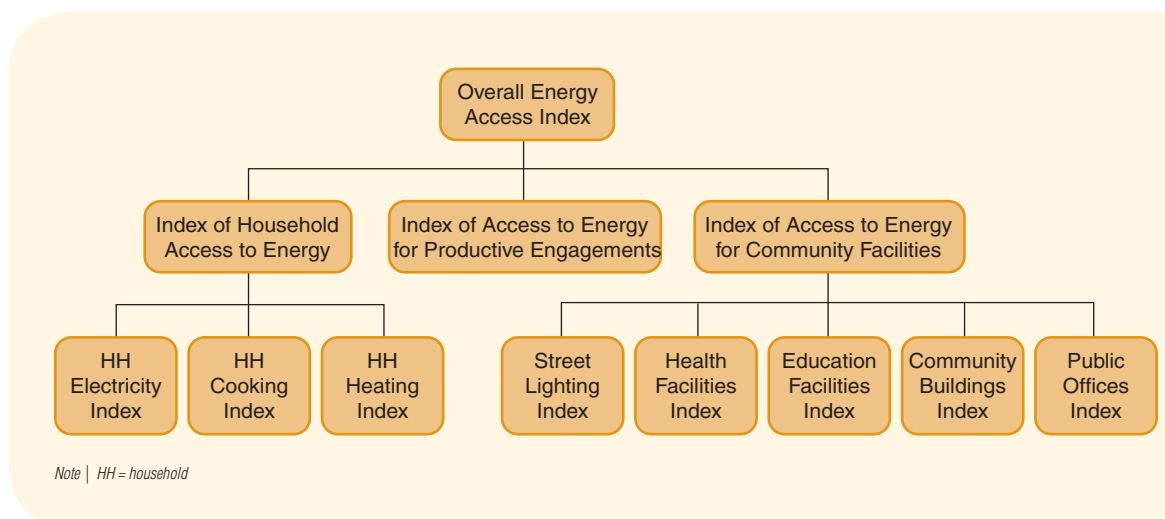 Overall Energy
Access Index
Index of Household
Access to Energy
Index of Access to Energy
for Productive Engagements
Index of Access to Energy
for Community Facilities
HH
Electricity
Index
HH
Cooking
Index
HH
Heating
Index
Street
Lighting
Index
Health
Facilities
Index
Education
Facilities
Index
Community
Buildings
Index
Public
Offices
Index
Note | HH = household